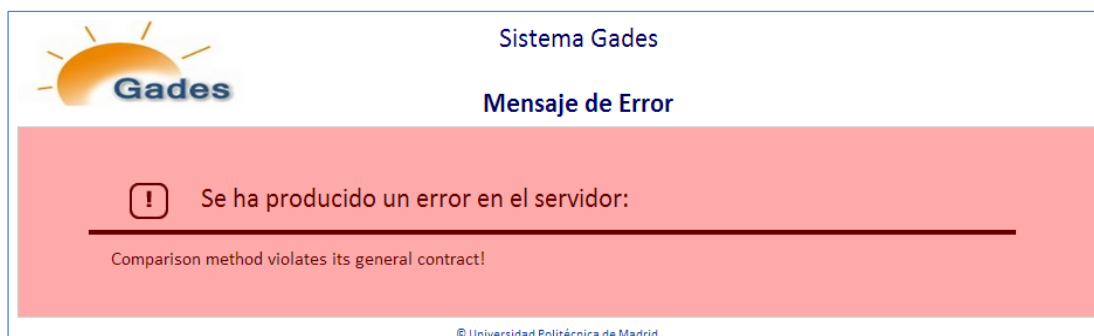 Sistema Gades
Gades
Mensaje de Error
! Se ha producido un error en el servidor:
Comparison method violates its general contract!
© Universidad Politécnica de Madrid